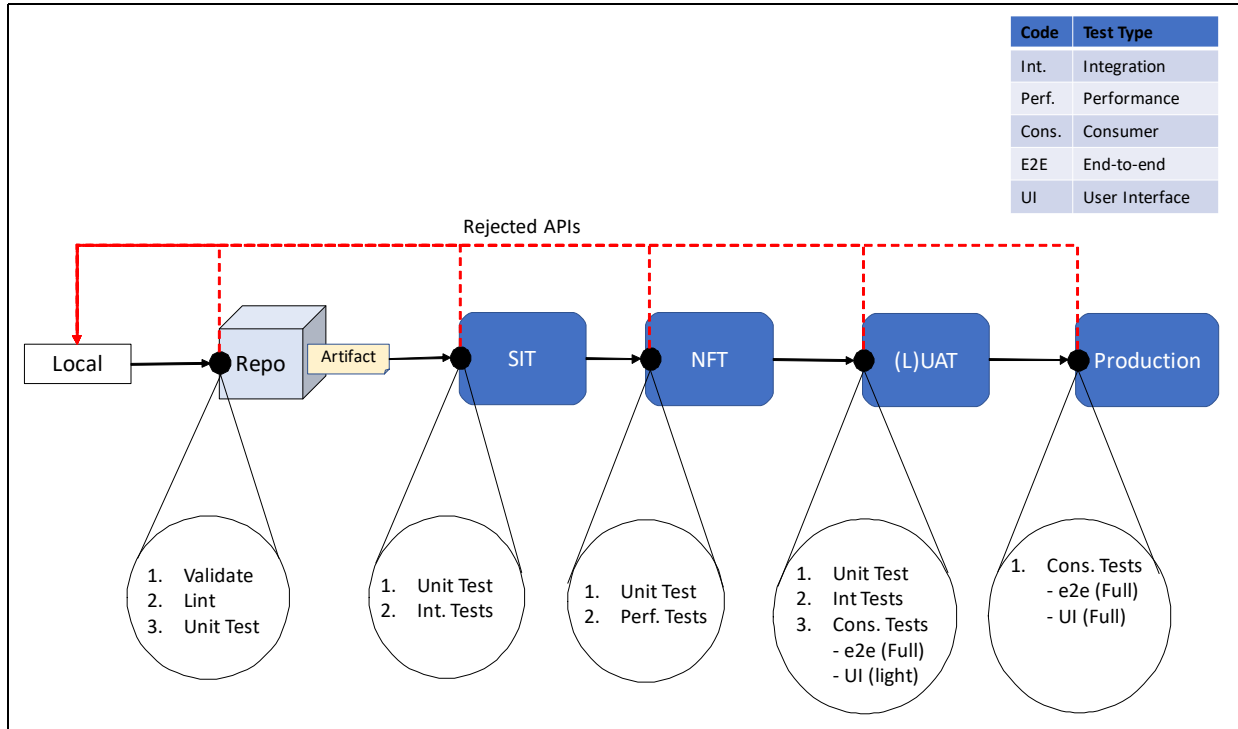 Code Test Type
Int. Integration
Perf. Performance
Cons. Consumer
E2E End-to-end
UI User Interface
Rejected APIs
Local
Repo
Artifact
SIT
NFT
(L)UAT
Production
1. Validate
2. Lint
3. Unit Test
1. Unit Test
2. Int. Tests
1. Unit Test
2. Perf. Tests
1. Unit Test
2. Int Tests
3. Cons. Tests
- e2e (Full)
- UI (light)
1. Cons. Tests
- e2e (Full)
- UI (Full)